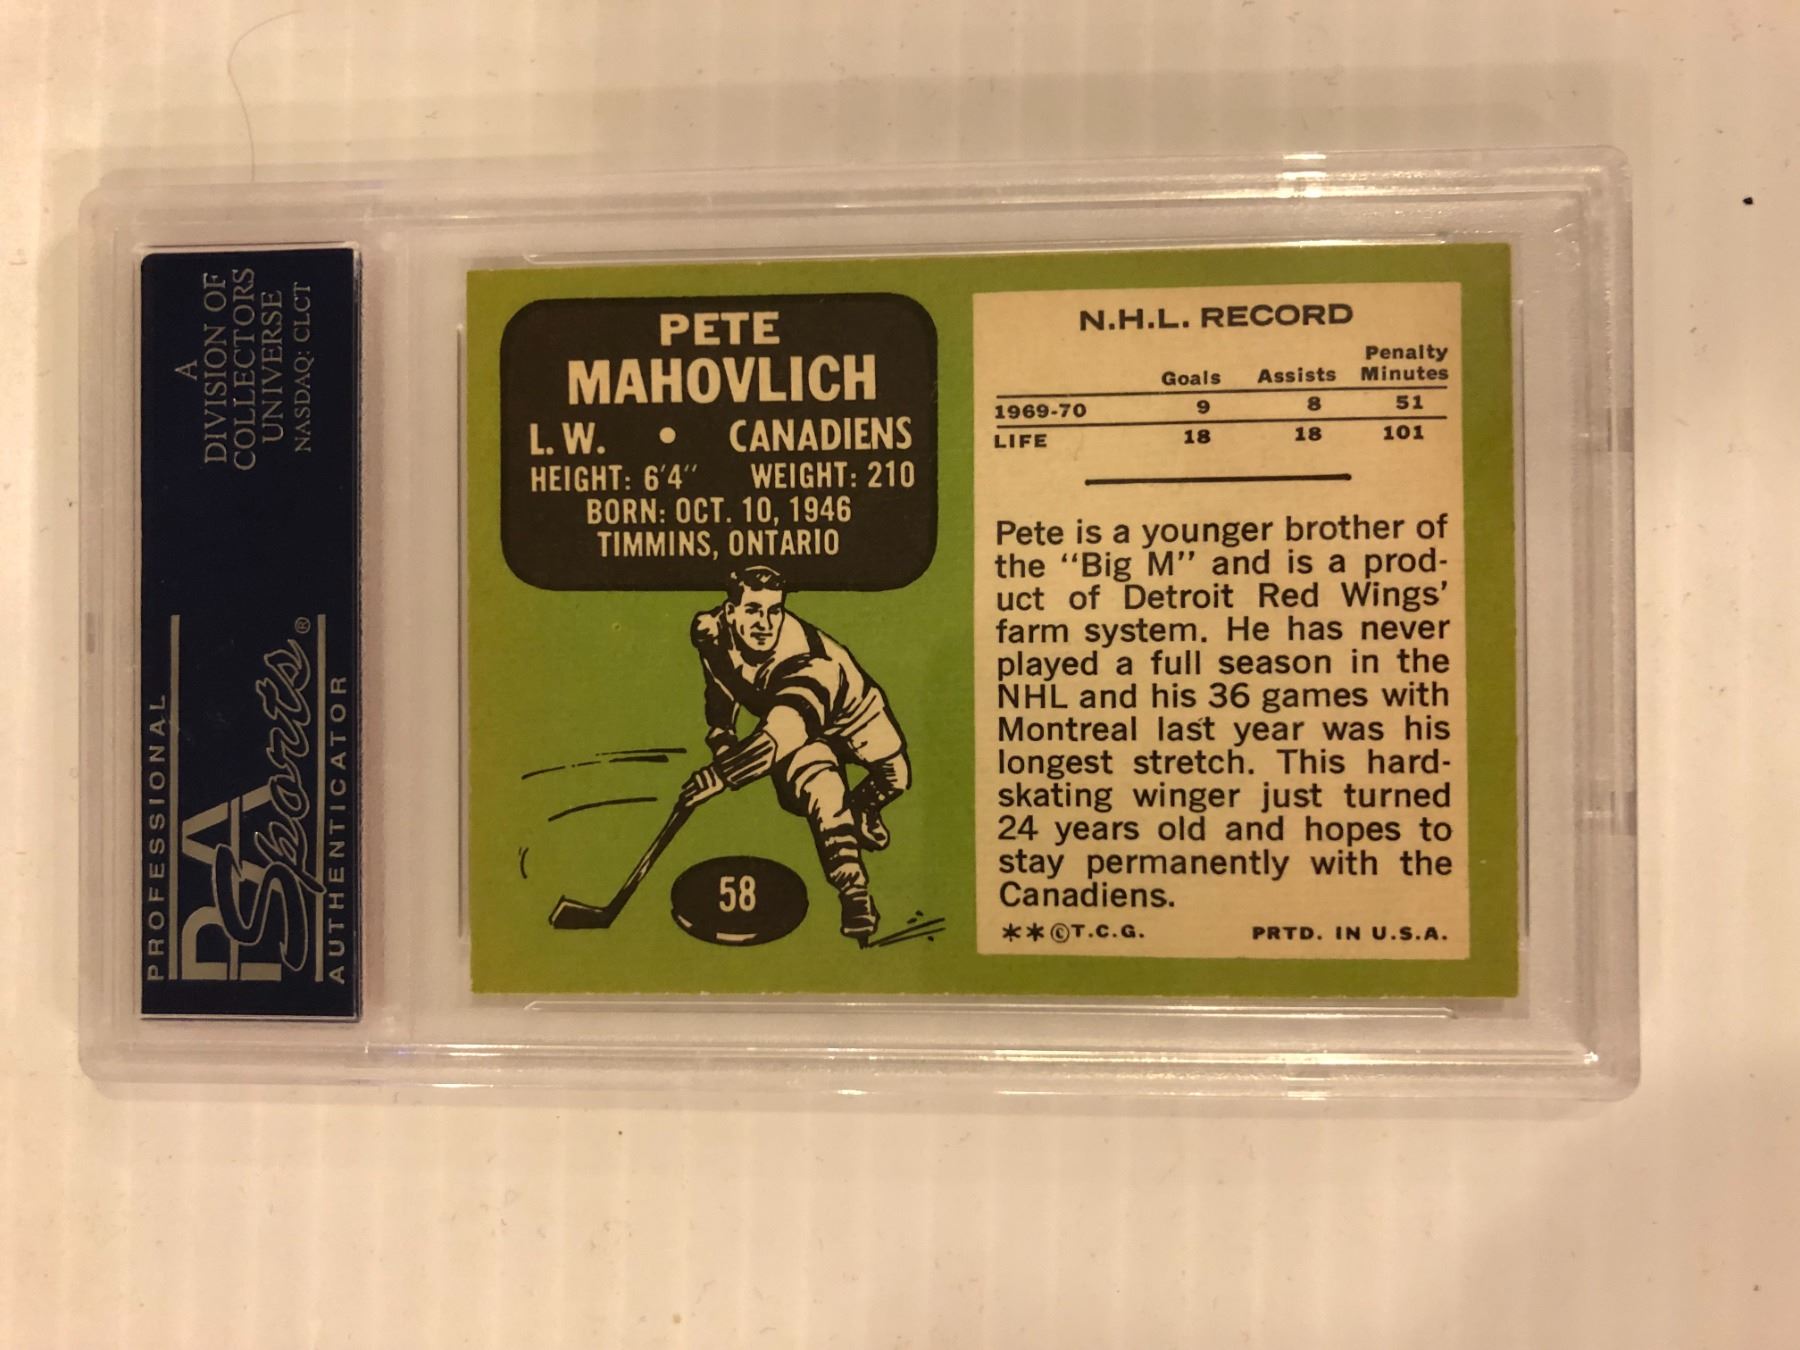 A
DIVISION OF
COLLECTORS
UNIVERSE
NASDAQ: CLCT
PROFESSIONAL
PSA
Sports®
AUTHENTICATOR
PETE
MAHOVLICH
L.W. • CANADIENS
HEIGHT: 6'4" WEIGHT: 210
BORN: OCT. 10, 1946
TIMMINS, ONTARIO
58
N.H.L. RECORD
Penalty
Goals Assists Minutes
1969-70 9 8 51
LIFE 18 18 101
Pete is a younger brother of
the "Big M" and is a prod-
uct of Detroit Red Wings'
farm system. He has never
played a full season in the
NHL and his 36 games with
Montreal last year was his
longest stretch. This hard-
skating winger just turned
24 years old and hopes to
stay permanently with the
Canadiens.
**©T.C.G. PRTD. IN U.S.A.